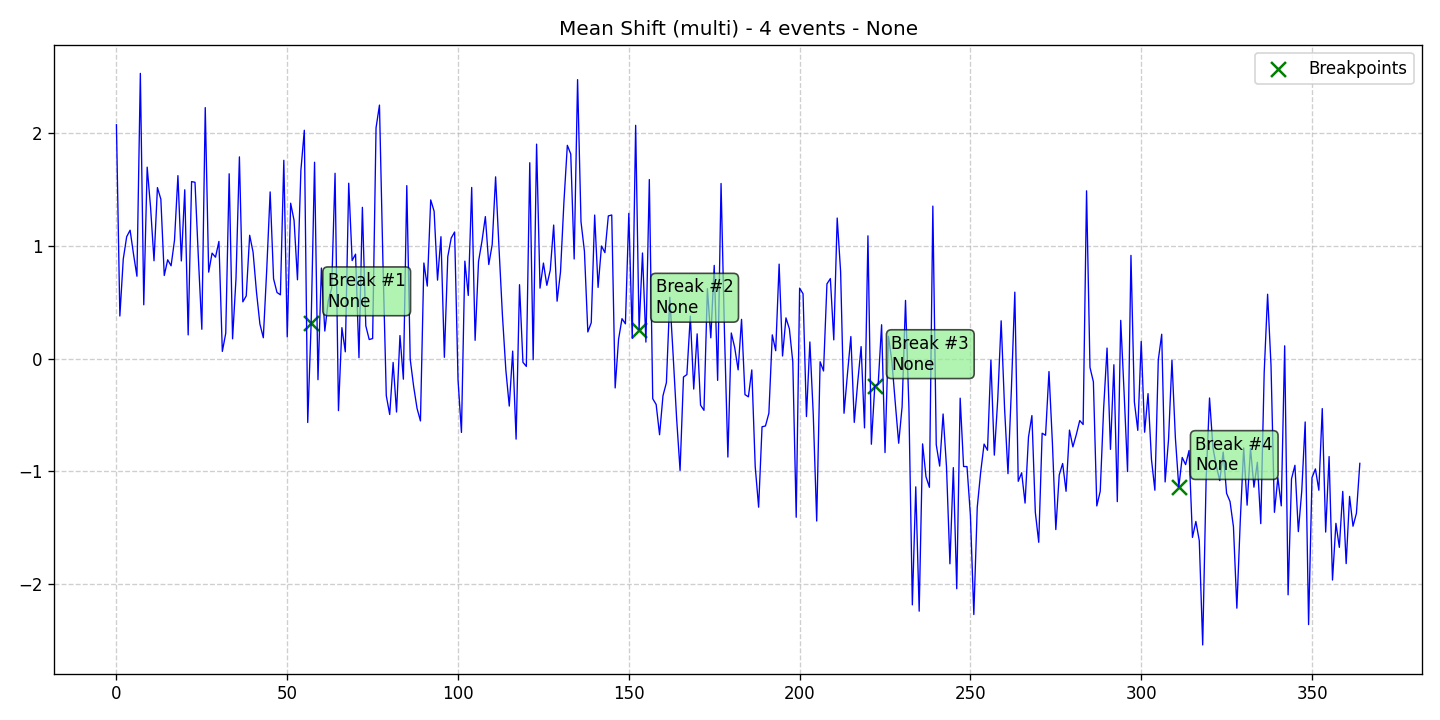 Mean Shift (multi) - 4 events - None
Breakpoints
2
1
0
−1
−2
Break #1
None
Break #2
None
Break #3
None
Break #4
None
0
50
100
150
200
250
300
350